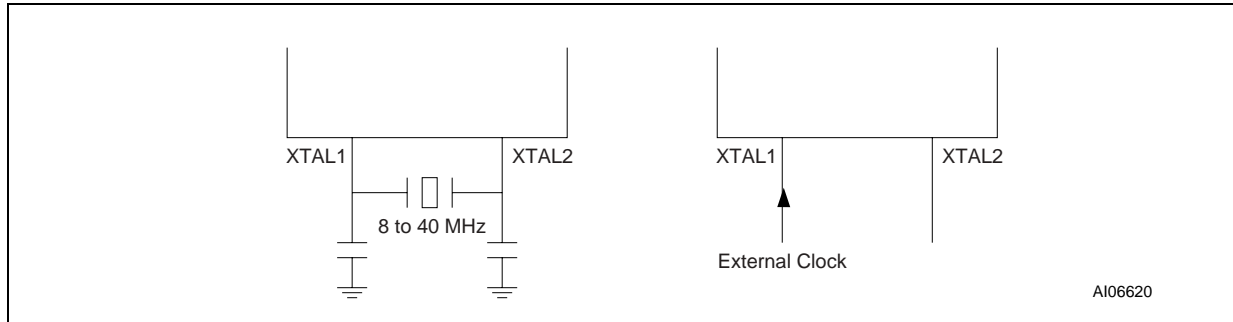 XTAL1
XTAL2
8 to 40 MHz
XTAL1
XTAL2
External Clock
AI06620